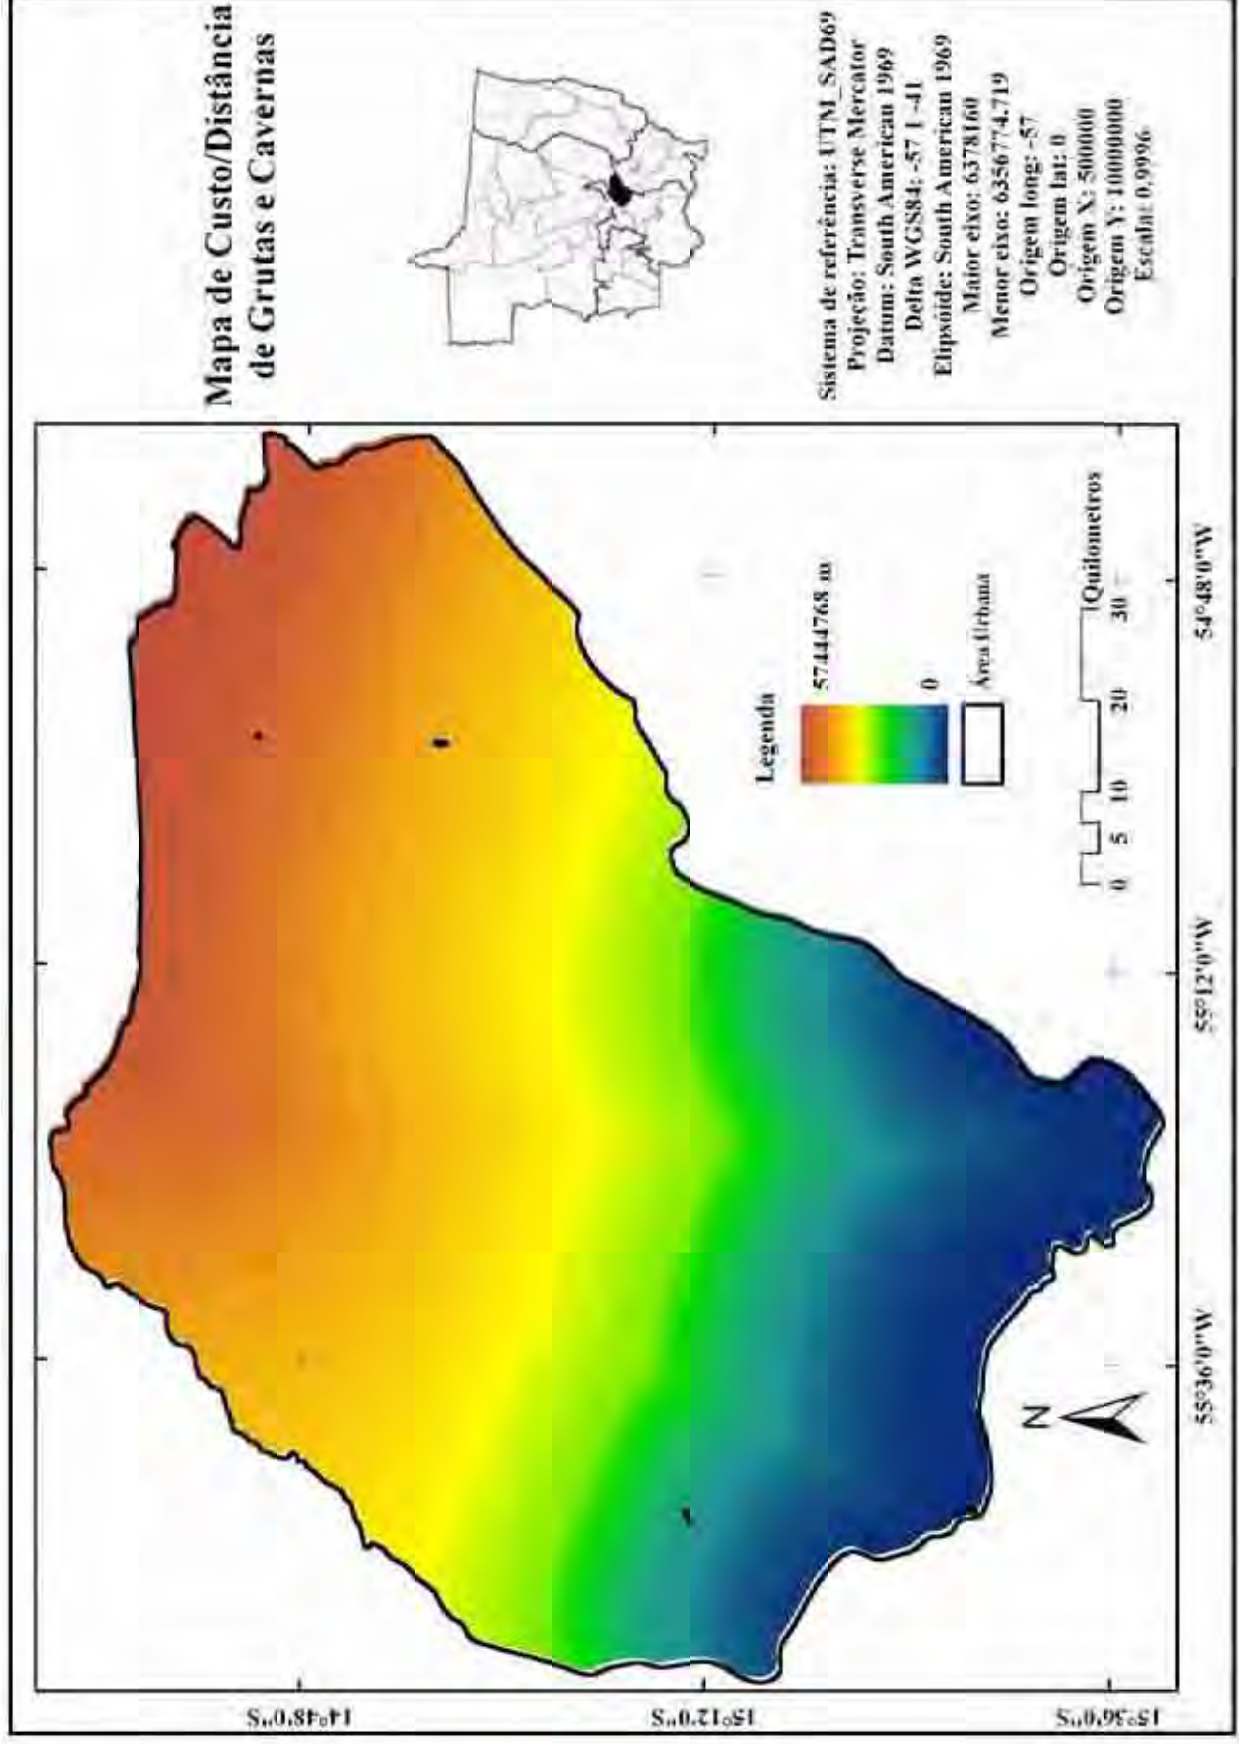 Mapa de Custo/Distância
de Grutas e Cavernas
Sistema de referência: UTM_SAD69
Projeção: Transverse Mercator
Datum: South American 1969
Delta WGS84: -57 1 -41
Elipsóide: South American 1969
Maior eixo: 6378160
Menor eixo: 6356774.719
Origem long: -57
Origem lat: 0
Origem X: 500000
Origem Y: 10000000
Escala: 0.9996
Legenda
57444768 m
0
Área Urbana
0 5 10 20 30
Quilometros
N
14°48'0"S
15°12'0"S
15°36'0"S
55°36'0"W
55°12'0"W
54°48'0"W